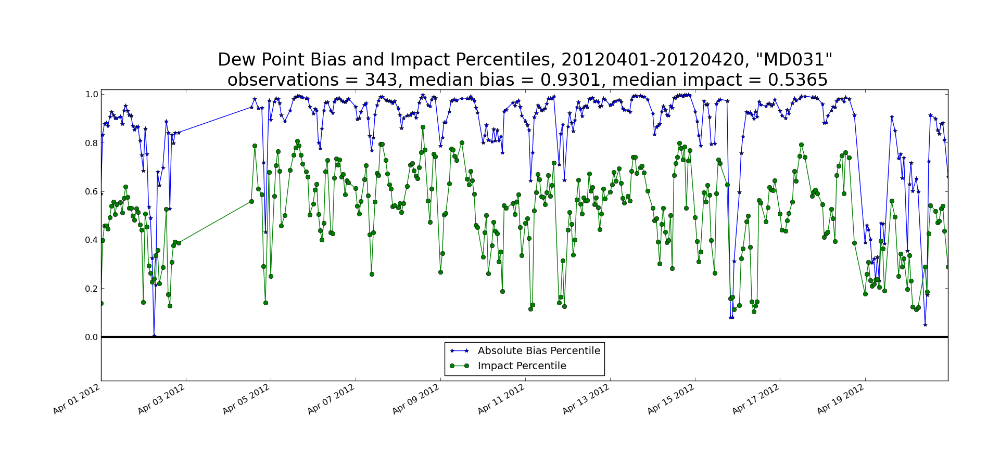 Dew Point Bias and Impact Percentiles, 20120401-20120420, "MD031"
observations = 343, median bias = 0.9301, median impact = 0.5365
1.0
0.8
0.6
0.4
0.2
0.0
Absolute Bias Percentile
Impact Percentile
Apr 01 2012
Apr 03 2012
Apr 05 2012
Apr 07 2012
Apr 09 2012
Apr 11 2012
Apr 13 2012
Apr 15 2012
Apr 17 2012
Apr 19 2012